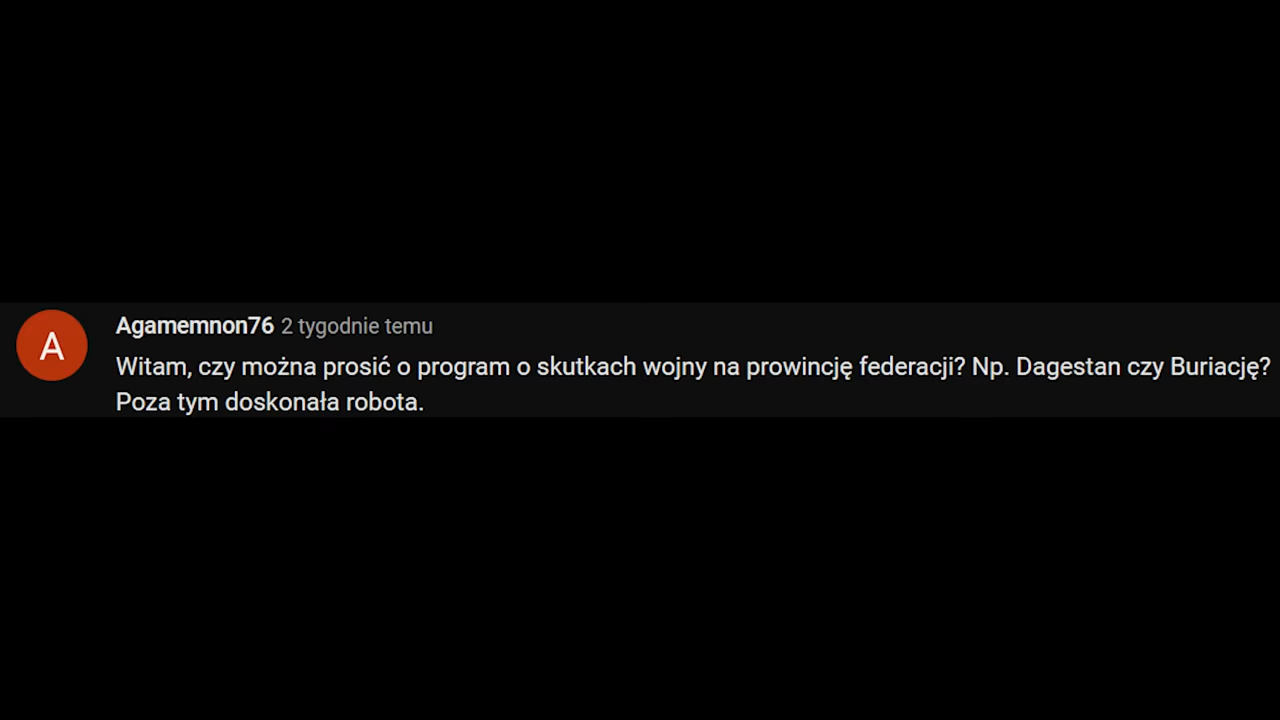 A
Agamemnon76 2 tygodnie temu
Witam, czy można prosić o program o skutkach wojny na prowincję federacji? Np. Dagestan czy Buriację?
Poza tym doskonała robota.